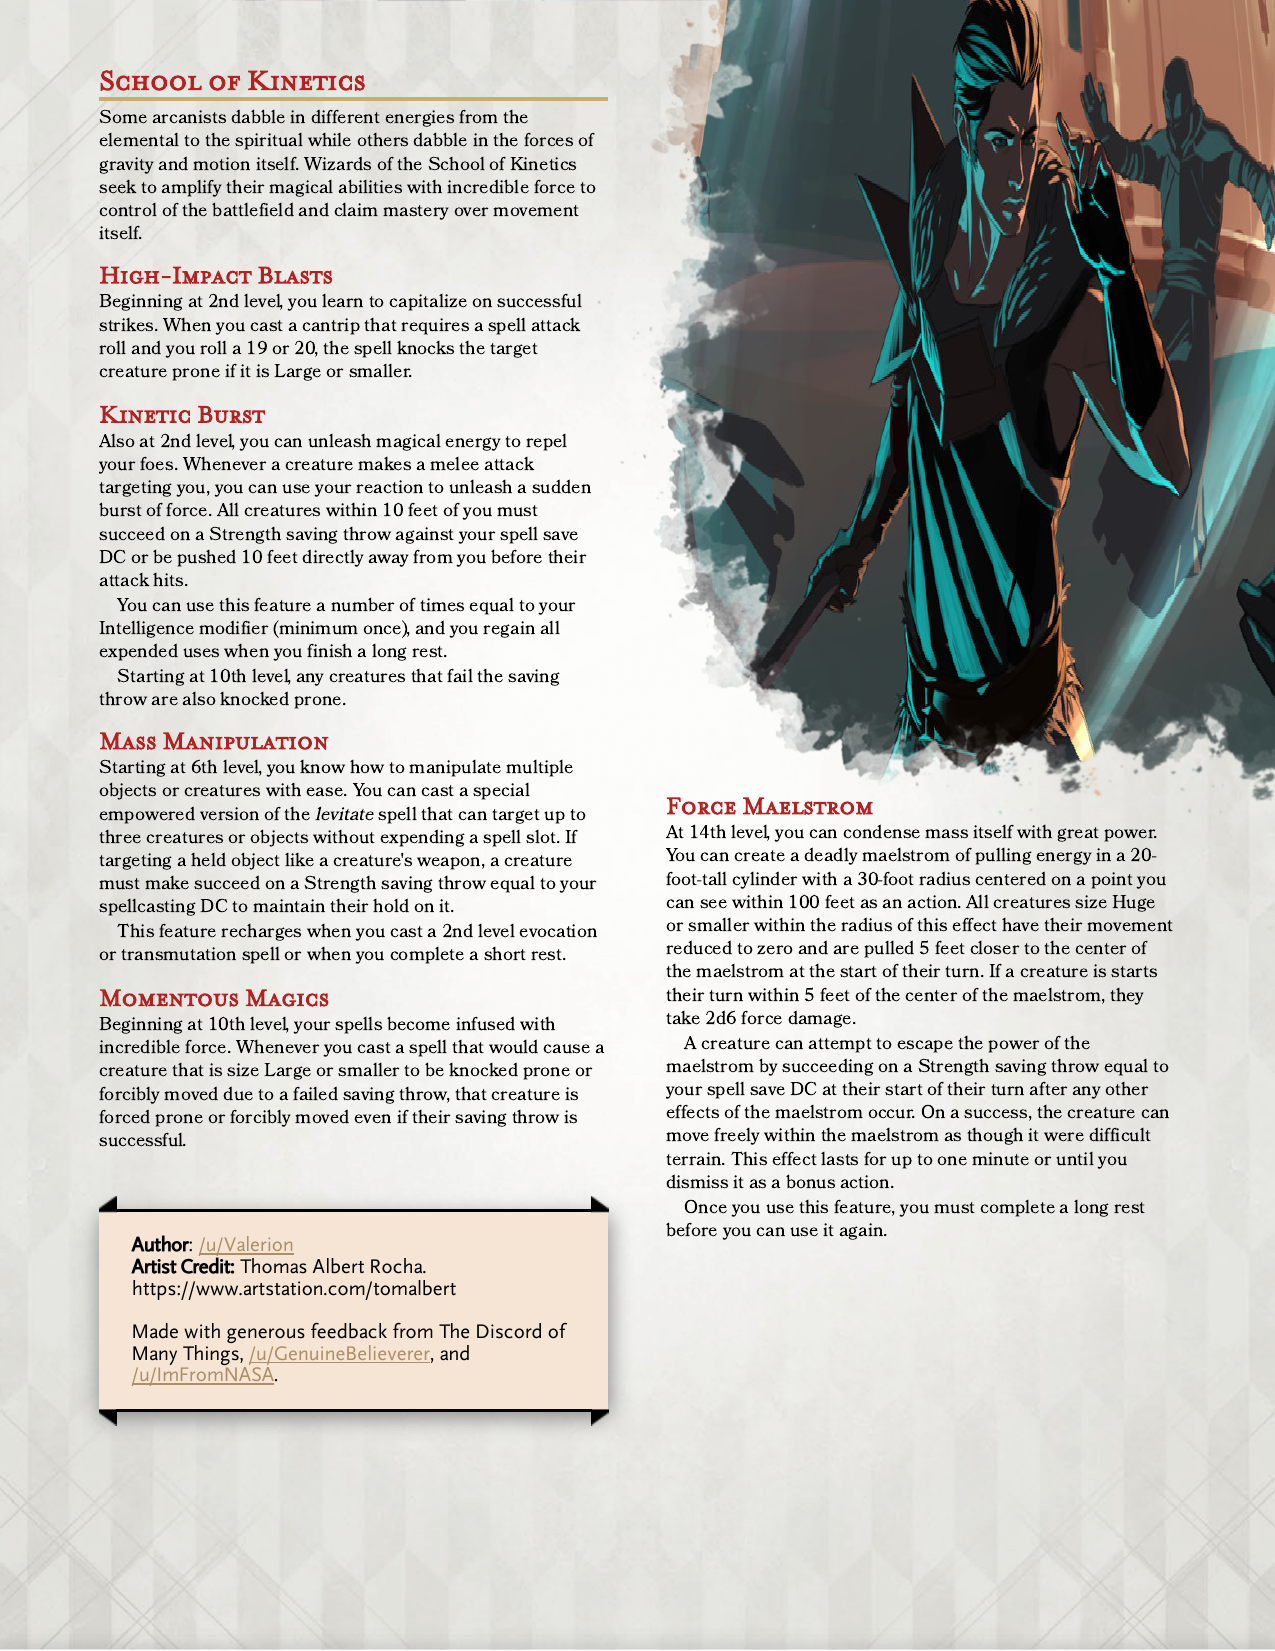 School of Kinetics
Some arcanists dabble in different energies from the
elemental to the spiritual while others dabble in the forces of
gravity and motion itself. Wizards of the School of Kinetics
seek to amplify their magical abilities with incredible force to
control of the battlefield and claim mastery over movement
itself.
High-Impact Blasts
Beginning at 2nd level, you learn to capitalize on successful
strikes. When you cast a cantrip that requires a spell attack
roll and you roll a 19 or 20, the spell knocks the target
creature prone if it is Large or smaller.
Kinetic Burst
Also at 2nd level, you can unleash magical energy to repel
your foes. Whenever a creature makes a melee attack
targeting you, you can use your reaction to unleash a sudden
burst of force. All creatures within 10 feet of you must
succeed on a Strength saving throw against your spell save
DC or be pushed 10 feet directly away from you before their
attack hits.
You can use this feature a number of times equal to your
Intelligence modifier (minimum once), and you regain all
expended uses when you finish a long rest.
Starting at 10th level, any creatures that fail the saving
throw are also knocked prone.
Mass Manipulation
Starting at 6th level, you know how to manipulate multiple
objects or creatures with ease. You can cast a special
empowered version of the levitate spell that can target up to
three creatures or objects without expending a spell slot. If
targeting a held object like a creature's weapon, a creature
must make succeed on a Strength saving throw equal to your
spellcasting DC to maintain their hold on it.
This feature recharges when you cast a 2nd level evocation
or transmutation spell or when you complete a short rest.
Momentous Magics
Beginning at 10th level, your spells become infused with
incredible force. Whenever you cast a spell that would cause a
creature that is size Large or smaller to be knocked prone or
forcibly moved due to a failed saving throw, that creature is
forced prone or forcibly moved even if their saving throw is
successful.
Author: /u/Valerion
Artist Credit: Thomas Albert Rocha.
https://www.artstation.com/tomalbert
Made with generous feedback from The Discord of
Many Things, /u/GenuineBelieverer, and
/u/ImFromNASA.
Force Maelstrom
At 14th level, you can condense mass itself with great power.
You can create a deadly maelstrom of pulling energy in a 20-
foot-tall cylinder with a 30-foot radius centered on a point you
can see within 100 feet as an action. All creatures size Huge
or smaller within the radius of this effect have their movement
reduced to zero and are pulled 5 feet closer to the center of
the maelstrom at the start of their turn. If a creature is starts
their turn within 5 feet of the center of the maelstrom, they
take 2d6 force damage.
A creature can attempt to escape the power of the
maelstrom by succeeding on a Strength saving throw equal to
your spell save DC at their start of their turn after any other
effects of the maelstrom occur. On a success, the creature can
move freely within the maelstrom as though it were difficult
terrain. This effect lasts for up to one minute or until you
dismiss it as a bonus action.
Once you use this feature, you must complete a long rest
before you can use it again.